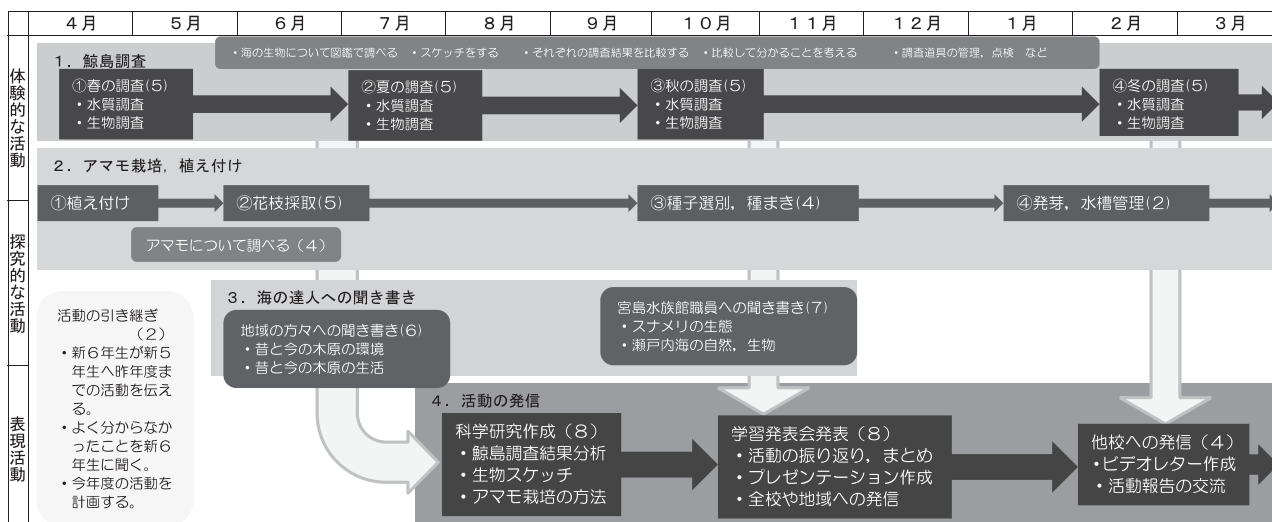 ４月　５月　６月　７月　８月　９月　１０月　１１月　１２月　１月　２月　３月
体験的な活動
１．鯨島調査
・海の生物について図鑑で調べる　・スケッチをする　・それぞれの調査結果を比較する　・比較して分かることを考える　・調査道具の管理，点検　など
①春の調査(５)
・水質調査
・生物調査
②夏の調査(５)
・水質調査
・生物調査
③秋の調査(５)
・水質調査
・生物調査
④冬の調査(５)
・水質調査
・生物調査
２．アマモ栽培，植え付け
①植え付け
②花枝採取(５)
③種子選別，種まき(４)
④発芽，水槽管理(２)
アマモについて調べる（４）
探究的な活動
３．海の達人への聞き書き
地域の方々への聞き書き(６)
・昔と今の木原の環境
・昔と今の木原の生活
宮島水族館職員への聞き書き(７)
・スナメリの生態
・瀬戸内海の自然，生物
活動の引き継ぎ
（２）
・新６年生が新５
年生へ昨年度ま
での活動を伝え
る。
・よく分からなか
ったことを新６
年生に聞く。
・今年度の活動を
計画する。
表現活動
４．活動の発信
科学研究作成（８）
・鯨島調査結果分析
・生物スケッチ
・アマモ栽培の方法
学習発表会発表（８）
・活動の振り返り，まとめ
・プレゼンテーション作成
・全校や地域への発信
他校への発信（４）
・ビデオレター作成
・活動報告の交流